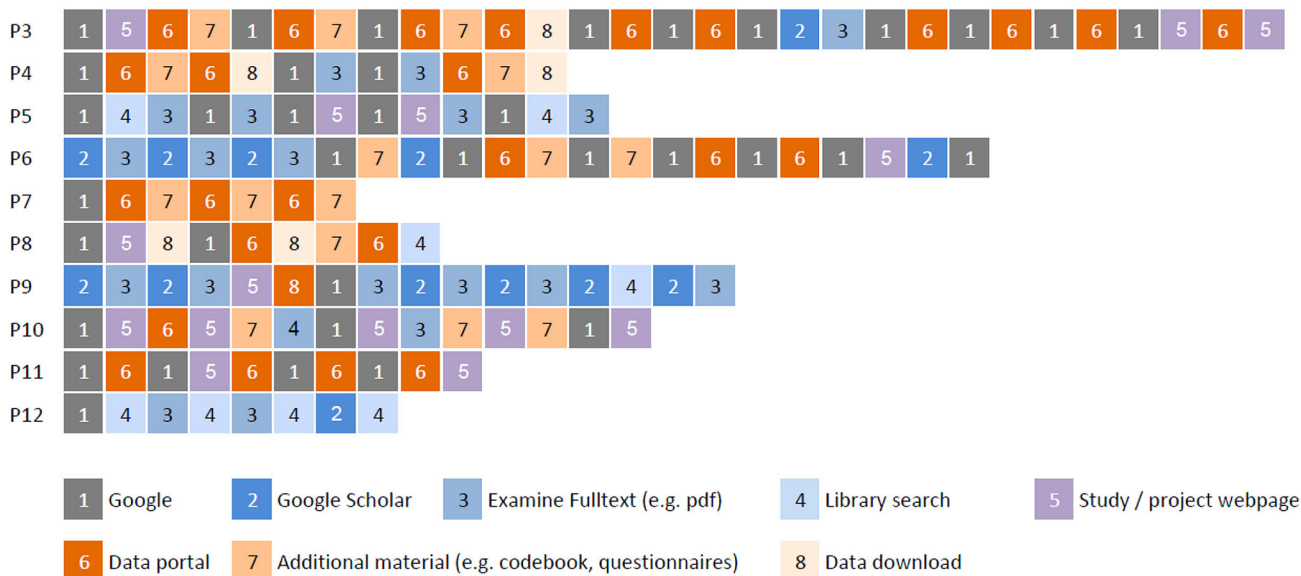 P3 1 5 6 7 1 6 7 1 6 7 6 8 1 6 1 6 1 2 3 1 6 1 6 1 6 1 5 6 5
P4 1 6 7 6 8 1 3 1 3 6 7 8
P5 1 4 3 1 3 1 5 1 5 3 1 4 3
P6 2 3 2 3 2 3 1 7 2 1 6 7 1 7 1 6 1 6 1 5 2 1
P7 1 6 7 6 7 6 7
P8 1 5 8 1 6 8 7 6 4
P9 2 3 2 3 5 8 1 3 2 3 2 3 2 4 2 3
P10 1 5 6 5 7 4 1 5 3 7 5 7 1 5
P11 1 6 1 5 6 1 6 1 6 5
P12 1 4 3 4 3 4 2 4
1 Google 2 Google Scholar 3 Examine Fulltext (e.g. pdf) 4 Library search 5 Study / project webpage
6 Data portal 7 Additional material (e.g. codebook, questionnaires) 8 Data download